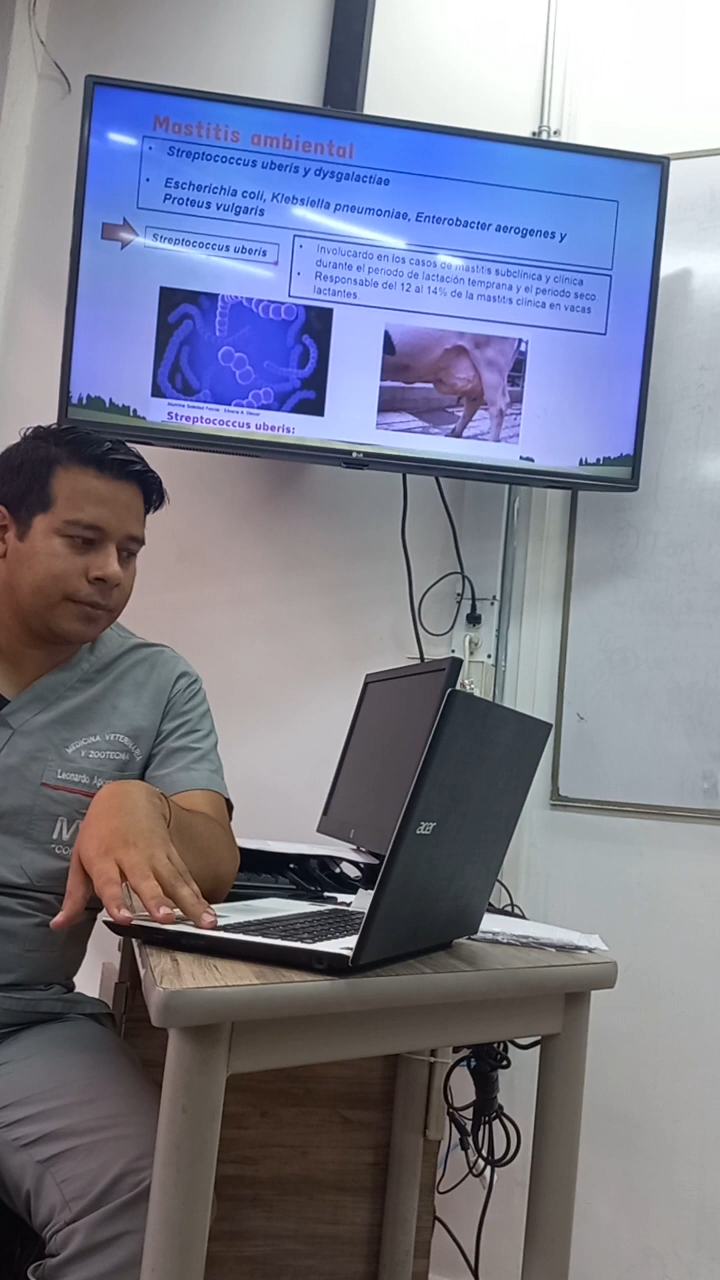 Mastitis ambiental
• Streptococcus uberis y dysgalactiae
• Escherichia coli, Klebsiella pneumoniae, Enterobacter aerogenes y
Proteus vulgaris
Streptococcus uberis
• Involucardo en los casos de mastitis subclínica y clínica
durante el periodo de lactación temprana y el periodo seco.
• Responsable del 12 al 14% de la mastitis clínica en vacas
lactantes.
Streptococcus uberis:
LG
MEDICINA VETERINARIA
Y ZOOTECNIA
Leonardo
acer